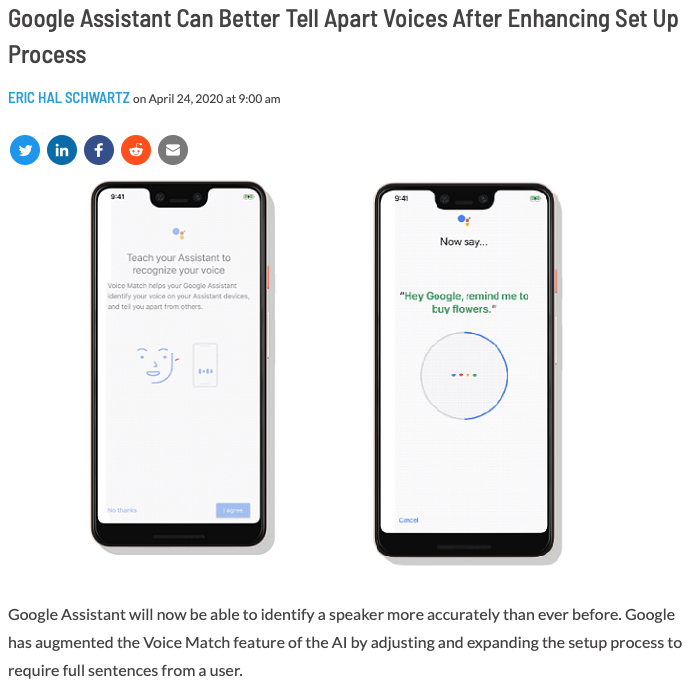 Google Assistant Can Better Tell Apart Voices After Enhancing Set Up
Process
ERIC HAL SCHWARTZ on April 24, 2020 at 9:00 am
9:41
Teach your Assistant to
recognize your voice
Voice Match helps your Google Assistant
identify your voice on your Assistant devices,
and tell you apart from others.
No thanks
I agree
9:41
Now say...
"Hey Google, remind me to
buy flowers."
Cancel
Google Assistant will now be able to identify a speaker more accurately than ever before. Google
has augmented the Voice Match feature of the AI by adjusting and expanding the setup process to
require full sentences from a user.